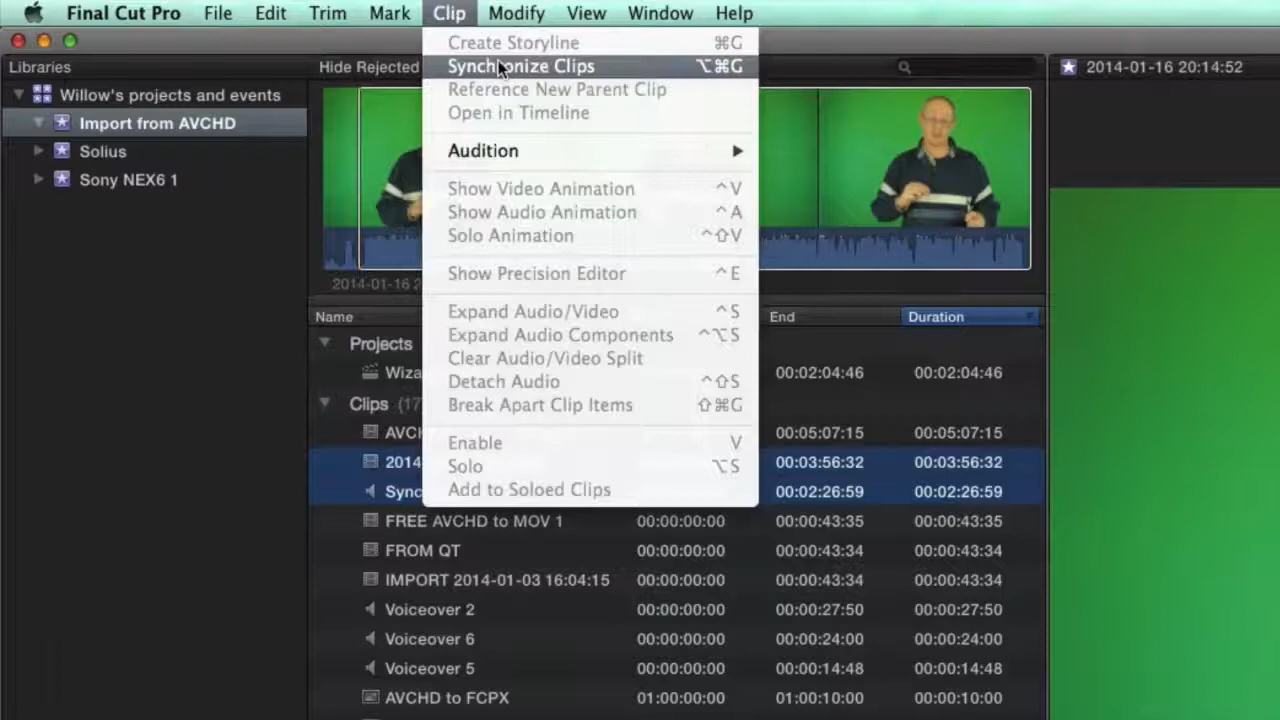 Final Cut Pro File Edit Trim Mark Clip Modify View Window Help
Libraries
Hide Rejected
2014-01-16 20:14:52
Willow's projects and events
Import from AVCHD
Solius
Sony NEX6 1
Create Storyline ⌘G
Synchronize Clips ⌥⌘G
Reference New Parent Clip
Open in Timeline
Audition
Show Video Animation ^V
Show Audio Animation ^A
Solo Animation ^⇧V
Show Precision Editor ^E
Expand Audio/Video ^S
Expand Audio Components ^⌥S
Clear Audio/Video Split
Detach Audio ^⇧S
Break Apart Clip Items ⇧⌘G
Enable V
Solo ⌥S
Add to Soloed Clips
2014-01-16 2
Name End Duration
Projects
Wiza 00:02:04:46 00:02:04:46
Clips (17
AVCH 00:05:07:15 00:05:07:15
2014 00:03:56:32 00:03:56:32
Sync 00:02:26:59 00:02:26:59
FREE AVCHD to MOV 1 00:00:00:00 00:00:43:35 00:00:43:35
FROM QT 00:00:00:00 00:00:43:34 00:00:43:34
IMPORT 2014-01-03 16:04:15 00:00:00:00 00:00:43:34 00:00:43:34
Voiceover 2 00:00:00:00 00:00:27:50 00:00:27:50
Voiceover 6 00:00:00:00 00:00:24:00 00:00:24:00
Voiceover 5 00:00:00:00 00:00:14:48 00:00:14:48
AVCHD to FCPX 01:00:00:00 01:00:10:00 00:00:10:00